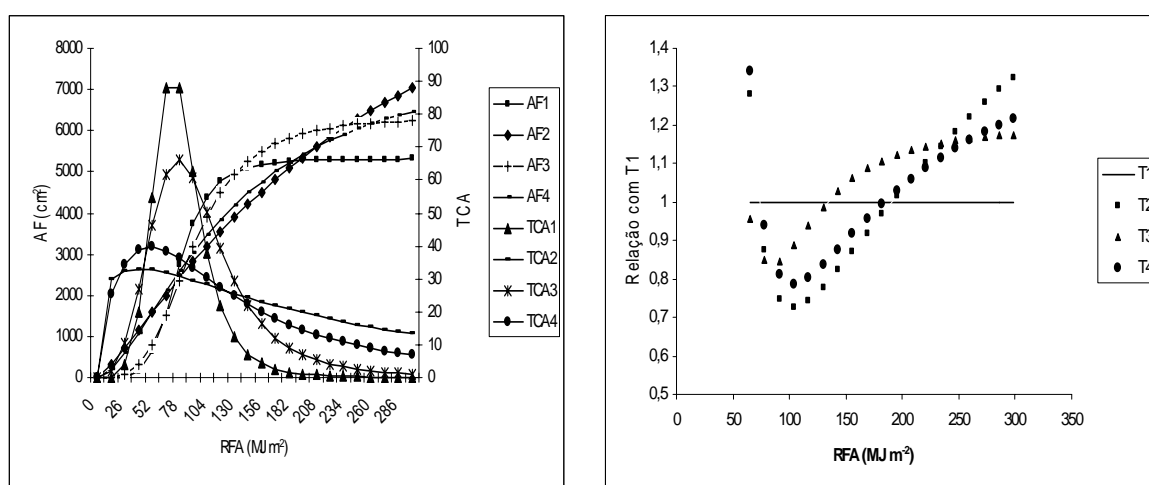 8000
7000
6000
5000
4000
3000
2000
1000
0
AF (cm²)
100
90
80
70
60
50
40
30
20
10
0
TCA
0
26
52
78
104
130
156
182
208
234
260
286
RFA (MJ m⁻²)
AF1
AF2
AF3
AF4
TCA1
TCA2
TCA3
TCA4
1,4
1,3
1,2
1,1
1
0,9
0,8
0,7
0,6
0,5
Relação com T1
0
50
100
150
200
250
300
350
RFA (MJ m⁻²)
T1
T2
T3
T4